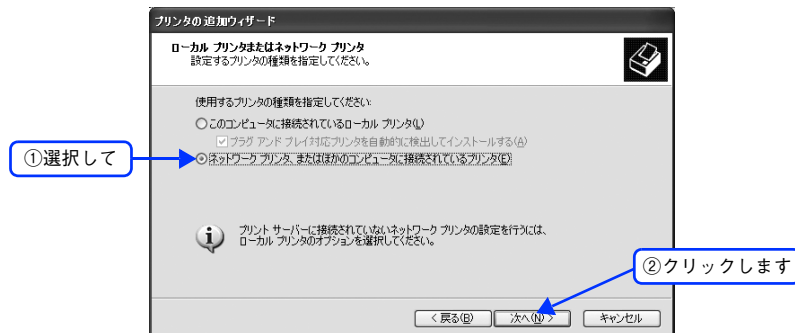 プリンタの追加ウィザード
ローカル プリンタまたはネットワーク プリンタ
設定するプリンタの種類を指定してください。
使用するプリンタの種類を指定してください:
このコンピュータに接続されているローカル プリンタ(L)
プラグ アンド プレイ対応プリンタを自動的に検出してインストールする(A)
①選択して
ネットワーク プリンタ、またはほかのコンピュータに接続されているプリンタ(E)
プリント サーバーに接続されていないネットワーク プリンタの設定を行うには、
ローカル プリンタのオプションを選択してください。
②クリックします
< 戻る(B)
次へ(N) >
キャンセル